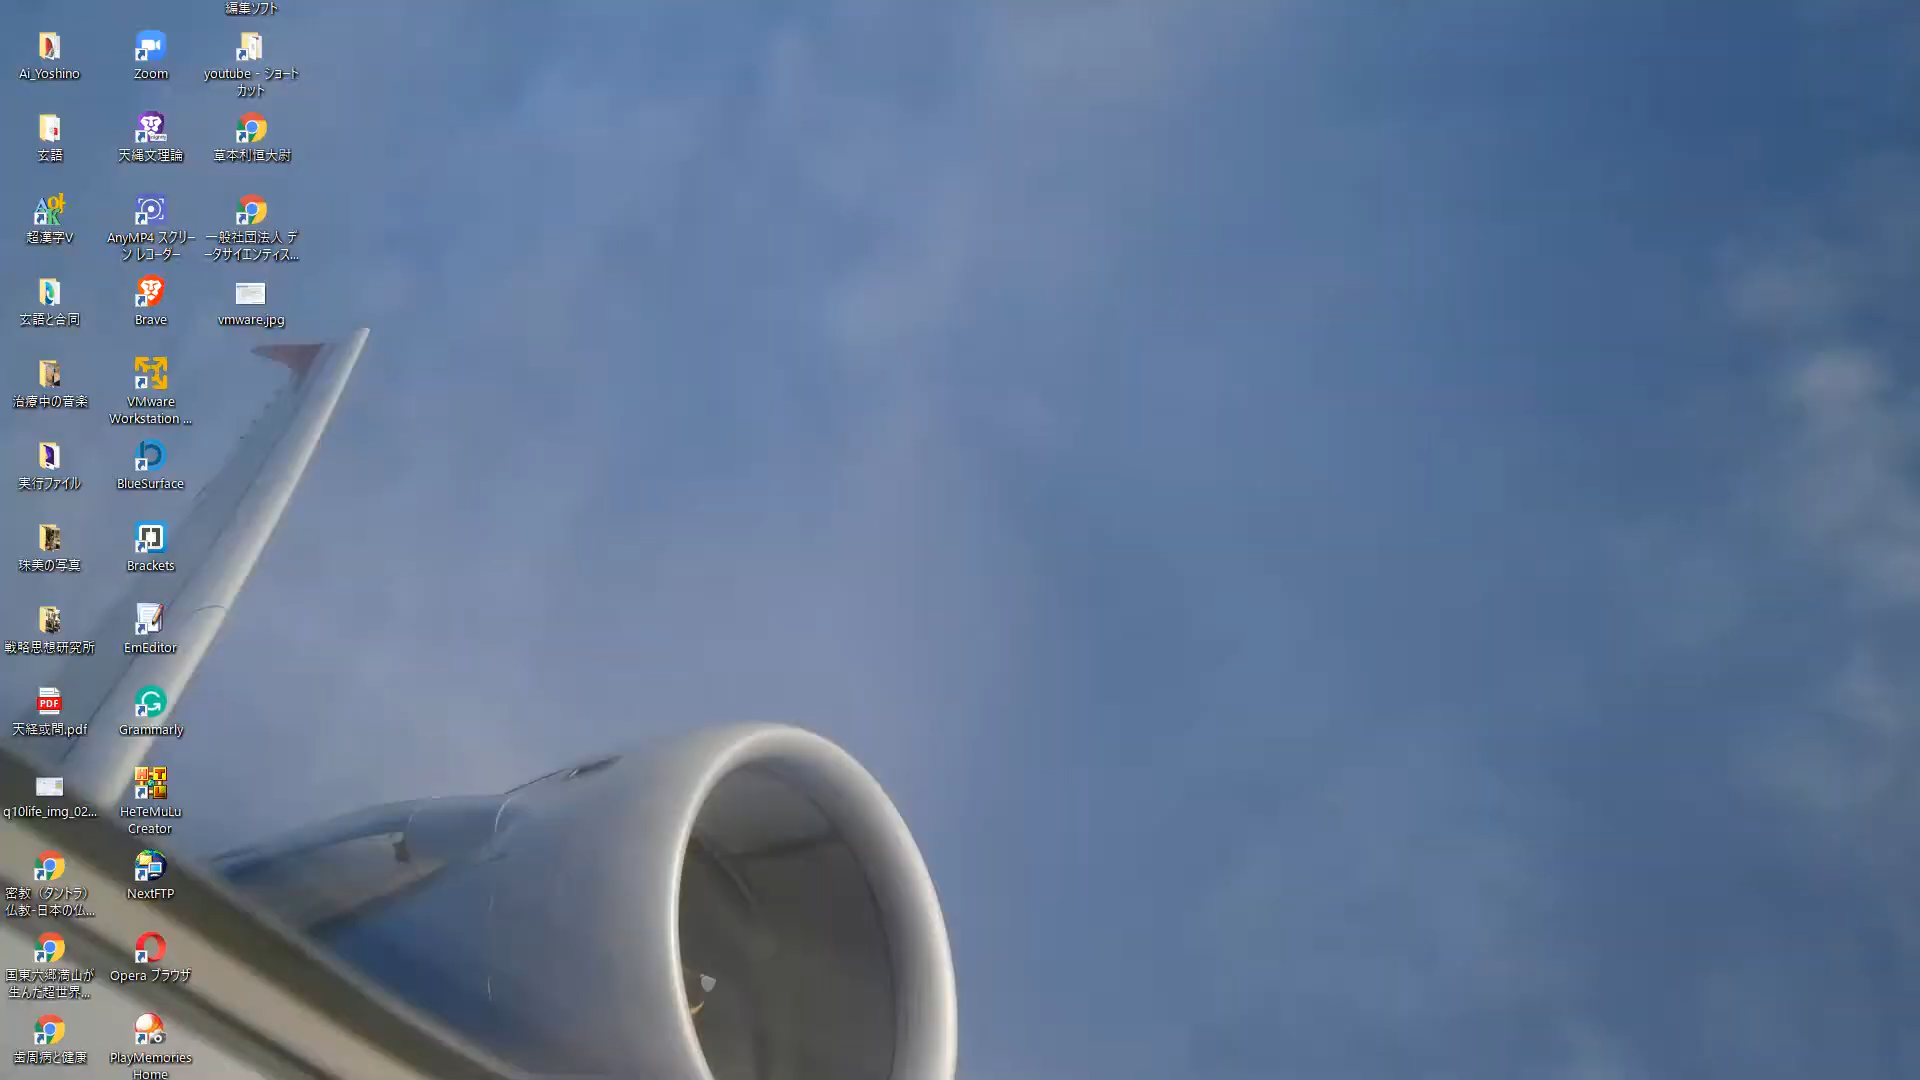 Ai_Yoshino
玄語
超漢字V
玄語と合同
治療中の音楽
実行ファイル
珠美の写真
戦略思想研究所
PDF
天経或問.pdf
q10life_img_02...
密教（タントラ）
仏教-日本の仏...
国東六郷満山が
生んだ超世界...
歯周病と健康
Zoom
天縄文理論
AnyMP4 スクリー
ン レコーダー
Brave
VMware
Workstation ...
BlueSurface
Brackets
EmEditor
Grammarly
HeTeMuLu
Creator
NextFTP
Opera ブラウザ
PlayMemories
Home
編集ソフト
youtube - ショート
カット
草本利恒大尉
一般社団法人 デ
ータサイエンティス...
vmware.jpg